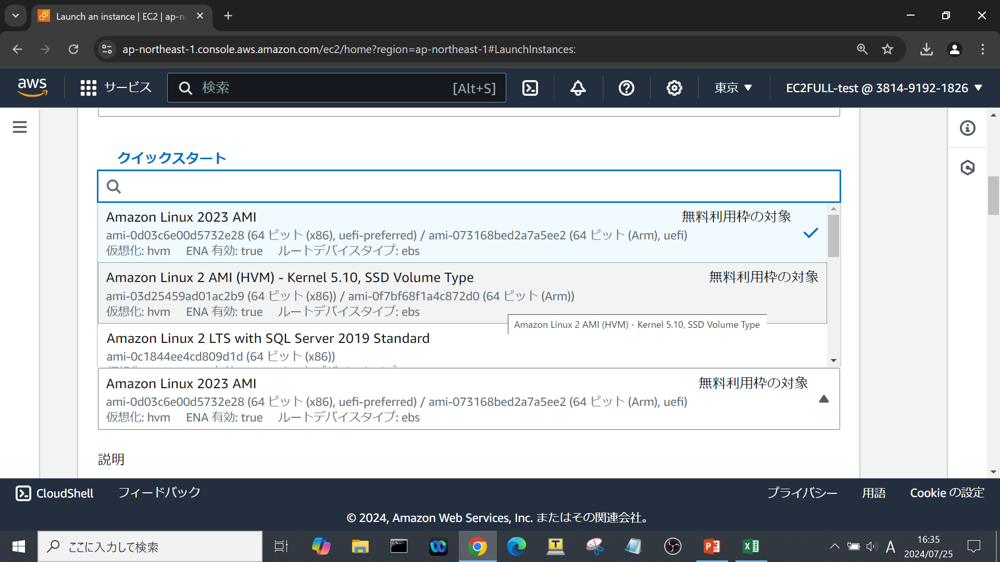 Launch an instance | EC2 | ap-no
ap-northeast-1.console.aws.amazon.com/ec2/home?region=ap-northeast-1#LaunchInstances:
aws
サービス
検索
[Alt+S]
東京
EC2FULL-test @ 3814-9192-1826
クイックスタート
Amazon Linux 2023 AMI
無料利用枠の対象
ami-0d03c6e00d5732e28 (64 ビット (x86), uefi-preferred) / ami-073168bed2a7a5ee2 (64 ビット (Arm), uefi)
仮想化: hvm ENA 有効: true ルートデバイスタイプ: ebs
Amazon Linux 2 AMI (HVM) - Kernel 5.10, SSD Volume Type
無料利用枠の対象
ami-03d25459ad01ac2b9 (64 ビット (x86)) / ami-0f7bf68f1a4c872d0 (64 ビット (Arm))
仮想化: hvm ENA 有効: true ルートデバイスタイプ: ebs
Amazon Linux 2 AMI (HVM) - Kernel 5.10, SSD Volume Type
Amazon Linux 2 LTS with SQL Server 2019 Standard
ami-0c1844ee4cd809d1d (64 ビット (x86))
Amazon Linux 2023 AMI
無料利用枠の対象
ami-0d03c6e00d5732e28 (64 ビット (x86), uefi-preferred) / ami-073168bed2a7a5ee2 (64 ビット (Arm), uefi)
仮想化: hvm ENA 有効: true ルートデバイスタイプ: ebs
説明
CloudShell
フィードバック
プライバシー
用語
Cookie の設定
© 2024, Amazon Web Services, Inc. またはその関連会社。
ここに入力して検索
A
16:35
2024/07/25